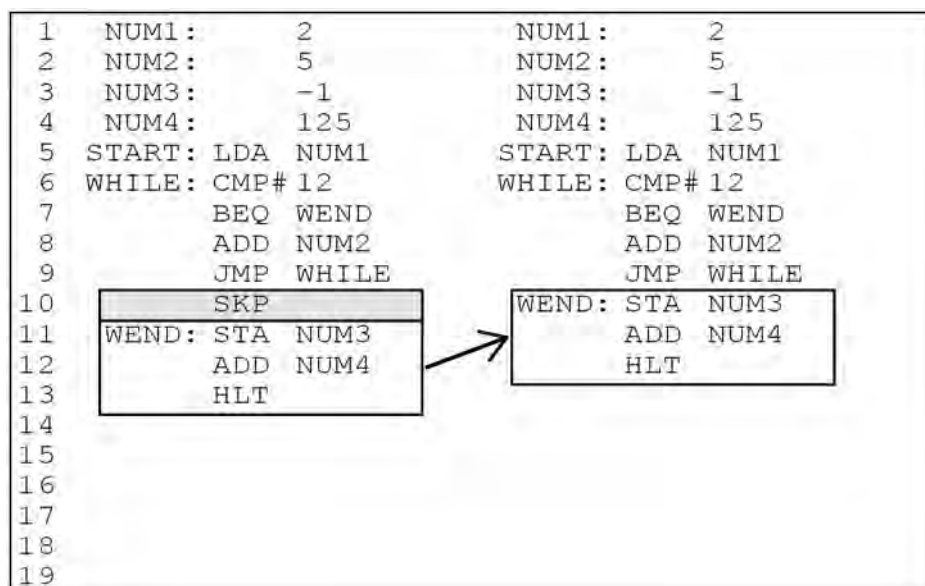 1 NUM1: 2 NUM1: 2
2 NUM2: 5 NUM2: 5
3 NUM3: -1 NUM3: -1
4 NUM4: 125 NUM4: 125
5 START: LDA NUM1 START: LDA NUM1
6 WHILE: CMP# 12 WHILE: CMP# 12
7 BEQ WEND BEQ WEND
8 ADD NUM2 ADD NUM2
9 JMP WHILE JMP WHILE
10 SKP WEND: STA NUM3
11 WEND: STA NUM3 ADD NUM4
12 ADD NUM4 HLT
13 HLT
14
15
16
17
18
19